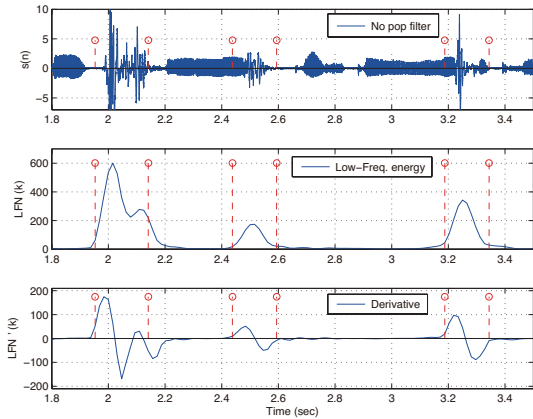 10
5
0
−5
s(n)
No pop filter
1.8 2 2.2 2.4 2.6 2.8 3 3.2 3.4
600
400
200
0
LFN (k)
Low−Freq. energy
1.8 2 2.2 2.4 2.6 2.8 3 3.2 3.4
200
100
0
−100
−200
LFN' (k)
Derivative
1.8 2 2.2 2.4 2.6 2.8 3 3.2 3.4
Time (sec)